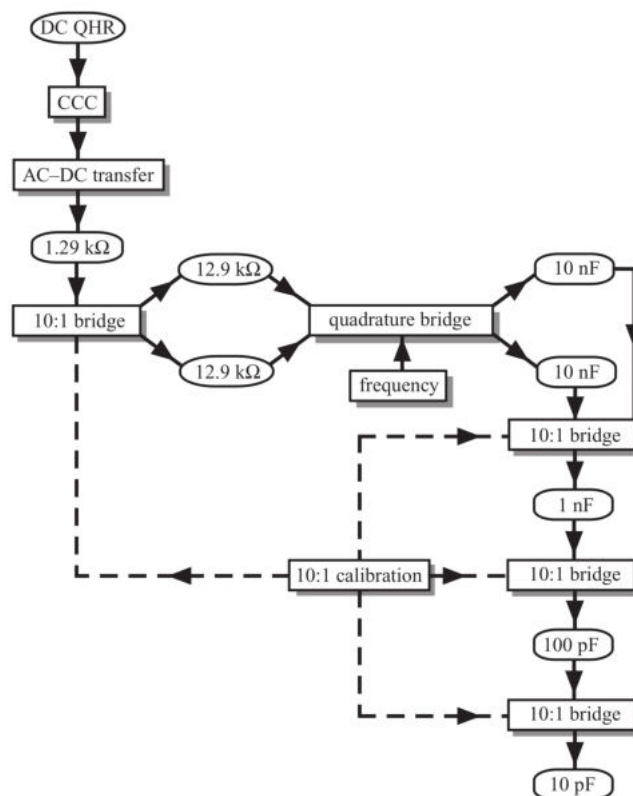 DC QHR
CCC
AC–DC transfer
1.29 kΩ
10:1 bridge
12.9 kΩ
12.9 kΩ
quadrature bridge
frequency
10 nF
10 nF
10:1 bridge
1 nF
10:1 calibration
10:1 bridge
100 pF
10:1 bridge
10 pF